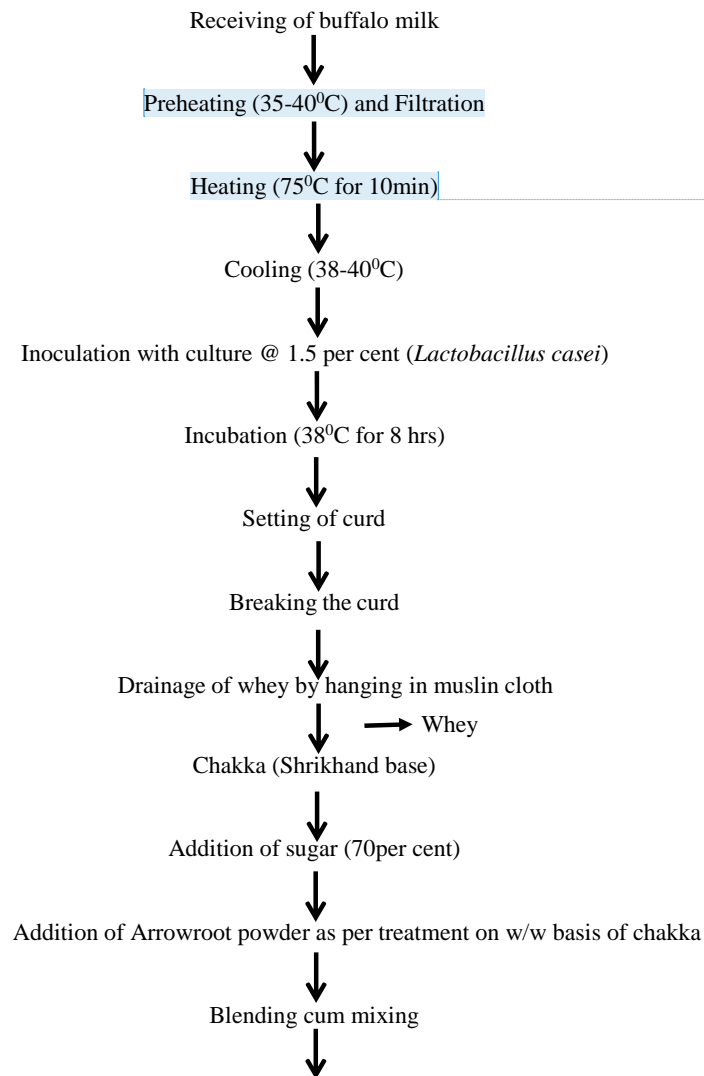 Receiving of buffalo milk
Preheating (35-40⁰C) and Filtration
Heating (75⁰C for 10min)
Cooling (38-40⁰C)
Inoculation with culture @ 1.5 per cent (Lactobacillus casei)
Incubation (38⁰C for 8 hrs)
Setting of curd
Breaking the curd
Drainage of whey by hanging in muslin cloth
Whey
Chakka (Shrikhand base)
Addition of sugar (70per cent)
Addition of Arrowroot powder as per treatment on w/w basis of chakka
Blending cum mixing